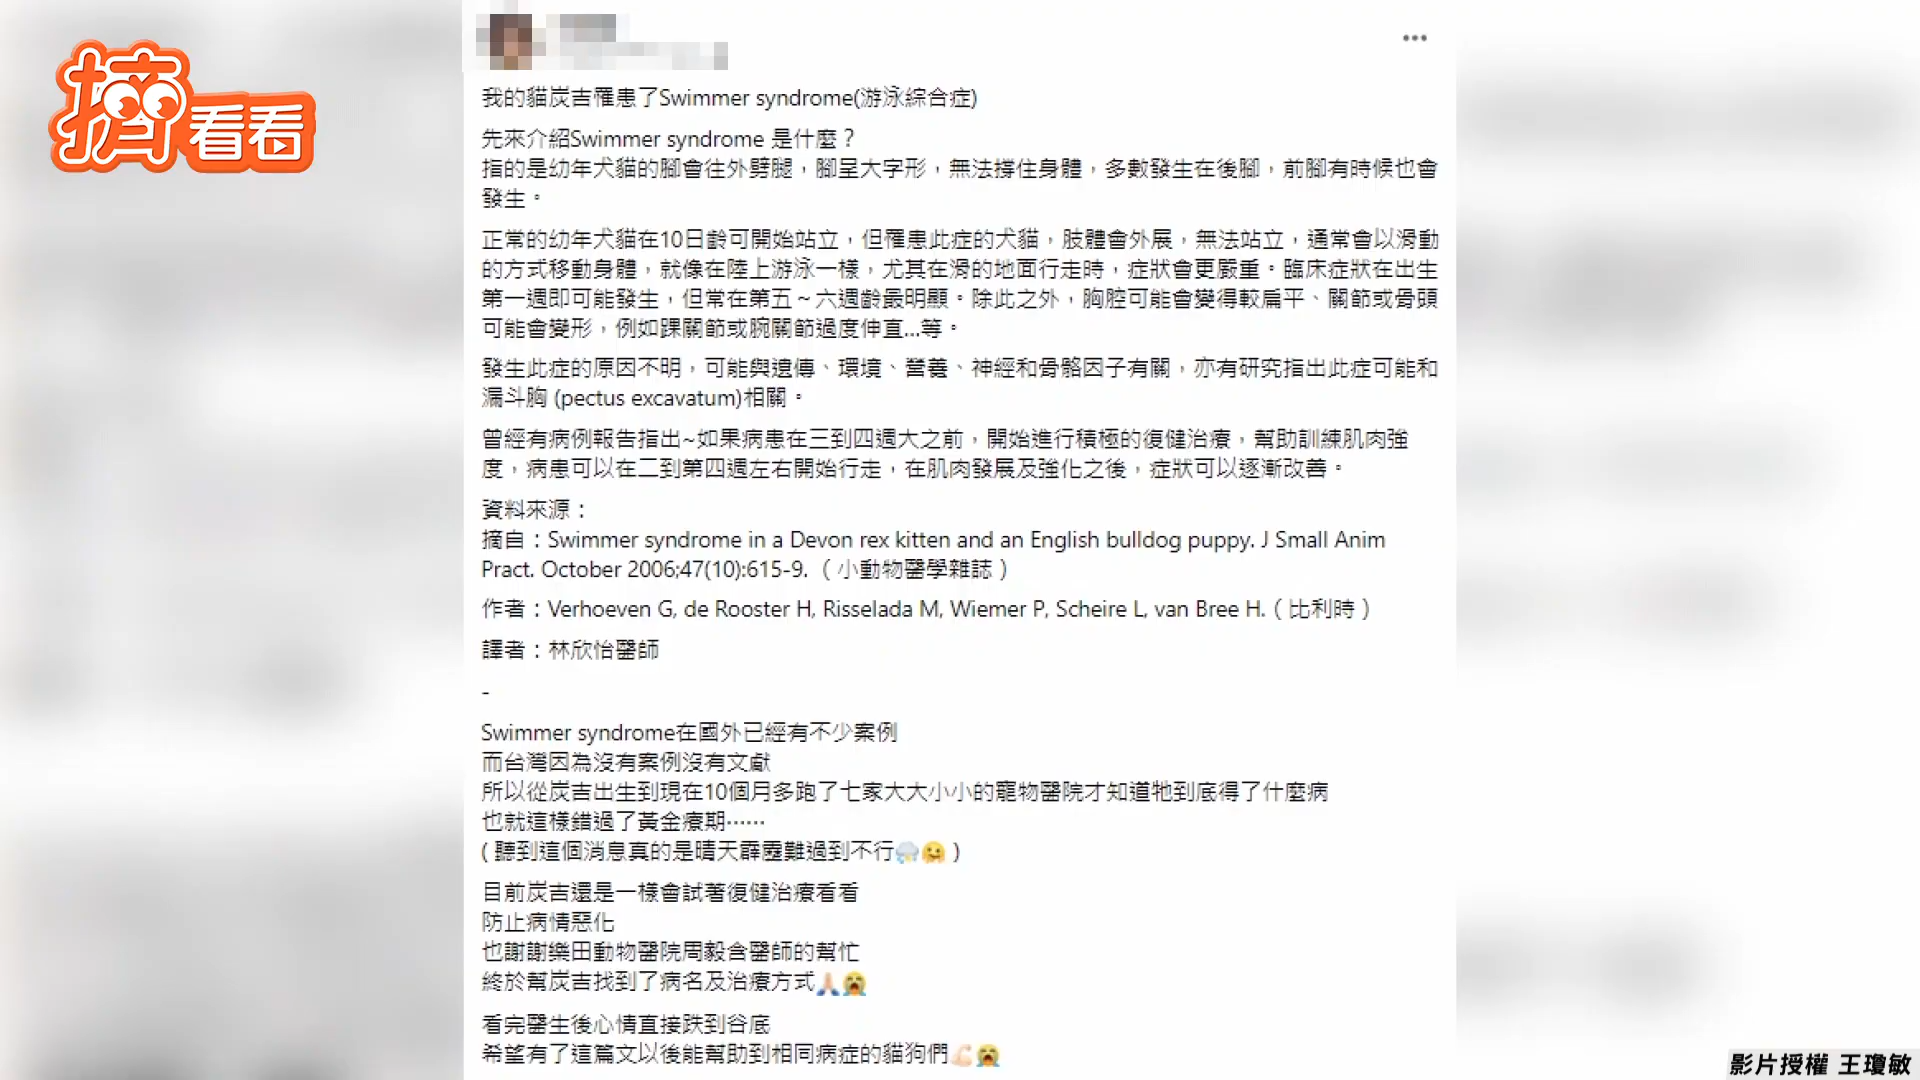 摘看看
我的貓炭吉罹患了Swimmer syndrome(游泳綜合症)
先來介紹Swimmer syndrome 是什麼？
指的是幼年犬貓的腳會往外劈腿，腳呈大字形，無法撐住身體，多數發生在後腳，前腳有時候也會
發生。
正常的幼年犬貓在10日齡可開始站立，但罹患此症的犬貓，肢體會外展，無法站立，通常會以滑動
的方式移動身體，就像在陸上游泳一樣，尤其在滑的地面行走時，症狀會更嚴重。臨床症狀在出生
第一週即可能發生，但常在第五～六週齡最明顯。除此之外，胸腔可能會變得較扁平、關節或骨頭
可能會變形，例如踝關節或腕關節過度伸直...等。
發生此症的原因不明，可能與遺傳、環境、營養、神經和骨骼因子有關，亦有研究指出此症可能和
漏斗胸 (pectus excavatum)相關。
曾經有病例報告指出~如果病患在三到四週大之前，開始進行積極的復健治療，幫助訓練肌肉強
度，病患可以在二到第四週左右開始行走，在肌肉發展及強化之後，症狀可以逐漸改善。
資料來源：
摘自：Swimmer syndrome in a Devon rex kitten and an English bulldog puppy. J Small Anim
Pract. October 2006;47(10):615-9.（小動物醫學雜誌）
作者：Verhoeven G, de Rooster H, Risselada M, Wiemer P, Scheire L, van Bree H.（比利時）
譯者：林欣怡醫師
-
Swimmer syndrome在國外已經有不少案例
而台灣因為沒有案例沒有文獻
所以從炭吉出生到現在10個月多跑了七家大大小小的寵物醫院才知道牠到底得了什麼病
也就這樣錯過了黃金療期⋯⋯
( 聽到這個消息真的是晴天霹靂難過到不行🌧️🫠 )
目前炭吉還是一樣會試著復健治療看看
防止病情惡化
也謝謝樂田動物醫院周毅含醫師的幫忙
終於幫炭吉找到了病名及治療方式🙏🏻😭
看完醫生後心情直接跌到谷底
希望有了這篇文以後能幫助到相同病症的貓狗們💪🏻😭
影片授權 王瓊敏